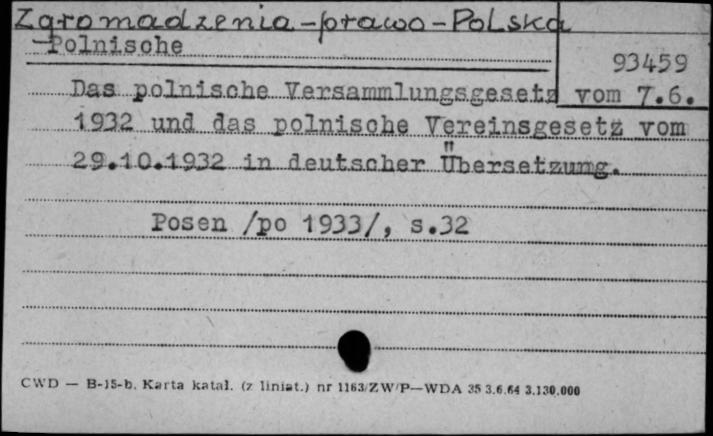 Zgromadzenia - prawo - Polska
Polnische
93459
Das polnische Versammlungsgesetz vom 7.6.
1932 und das polnische Vereinsgesetz vom
29.10.1932 in deutscher Übersetzung.
Posen /po 1933/, s.32
CWD — B-15-b. Karta katal. (z liniat.) nr 1163/ZW/P—WDA 35 3.6.64 3.130.000